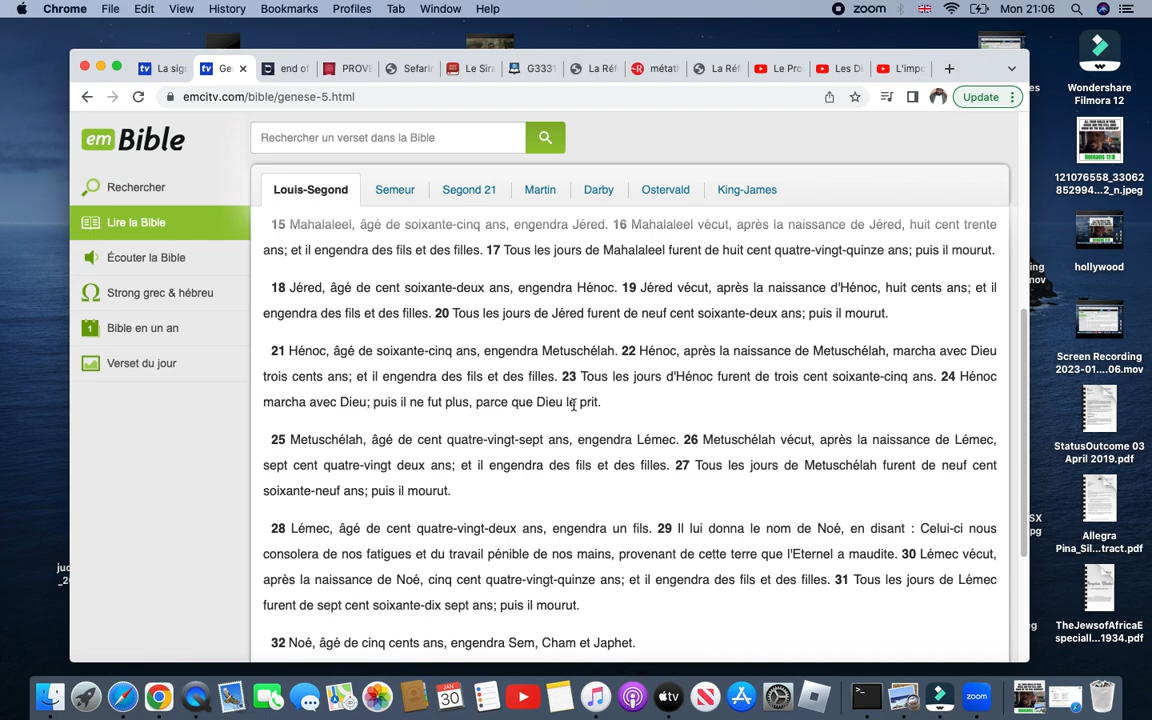 Chrome File Edit View History Bookmarks Profiles Tab Window Help zoom Mon 21:06
La sig Ge end of PROVE Sefari Le Sira G3331 La Réf métath La Réf Le Pro Les Di L'impo
emcitv.com/bible/genese-5.html Update
emBible
Rechercher un verset dans la Bible
Rechercher
Lire la Bible
Écouter la Bible
Strong grec & hébreu
1 Bible en un an
Verset du jour
Louis-Segond Semeur Segond 21 Martin Darby Ostervald King-James
15 Mahalaleel, âgé de soixante-cinq ans, engendra Jéred. 16 Mahalaleel vécut, après la naissance de Jéred, huit cent trente
ans; et il engendra des fils et des filles. 17 Tous les jours de Mahalaleel furent de huit cent quatre-vingt-quinze ans; puis il mourut.
18 Jéred, âgé de cent soixante-deux ans, engendra Hénoc. 19 Jéred vécut, après la naissance d'Hénoc, huit cents ans; et il
engendra des fils et des filles. 20 Tous les jours de Jéred furent de neuf cent soixante-deux ans; puis il mourut.
21 Hénoc, âgé de soixante-cinq ans, engendra Metuschélah. 22 Hénoc, après la naissance de Metuschélah, marcha avec Dieu
trois cents ans; et il engendra des fils et des filles. 23 Tous les jours d'Hénoc furent de trois cent soixante-cinq ans. 24 Hénoc
marcha avec Dieu; puis il ne fut plus, parce que Dieu le prit.
25 Metuschélah, âgé de cent quatre-vingt-sept ans, engendra Lémec. 26 Metuschélah vécut, après la naissance de Lémec,
sept cent quatre-vingt deux ans; et il engendra des fils et des filles. 27 Tous les jours de Metuschélah furent de neuf cent
soixante-neuf ans; puis il mourut.
28 Lémec, âgé de cent quatre-vingt-deux ans, engendra un fils. 29 Il lui donna le nom de Noé, en disant : Celui-ci nous
consolera de nos fatigues et du travail pénible de nos mains, provenant de cette terre que l'Eternel a maudite. 30 Lémec vécut,
après la naissance de Noé, cinq cent quatre-vingt-quinze ans; et il engendra des fils et des filles. 31 Tous les jours de Lémec
furent de sept cent soixante-dix sept ans; puis il mourut.
32 Noé, âgé de cinq cents ans, engendra Sem, Cham et Japhet.
Wondershare
Filmora 12
121076558_33062
852994..._2_n.jpeg
hollywood
Screen Recording
2023-01....06.mov
StatusOutcome 03
April 2019.pdf
Allegra
Pina_Sil...tract.pdf
TheJewsofAfricaE
speciall...1934.pdf
JAN 30
tv
zoom